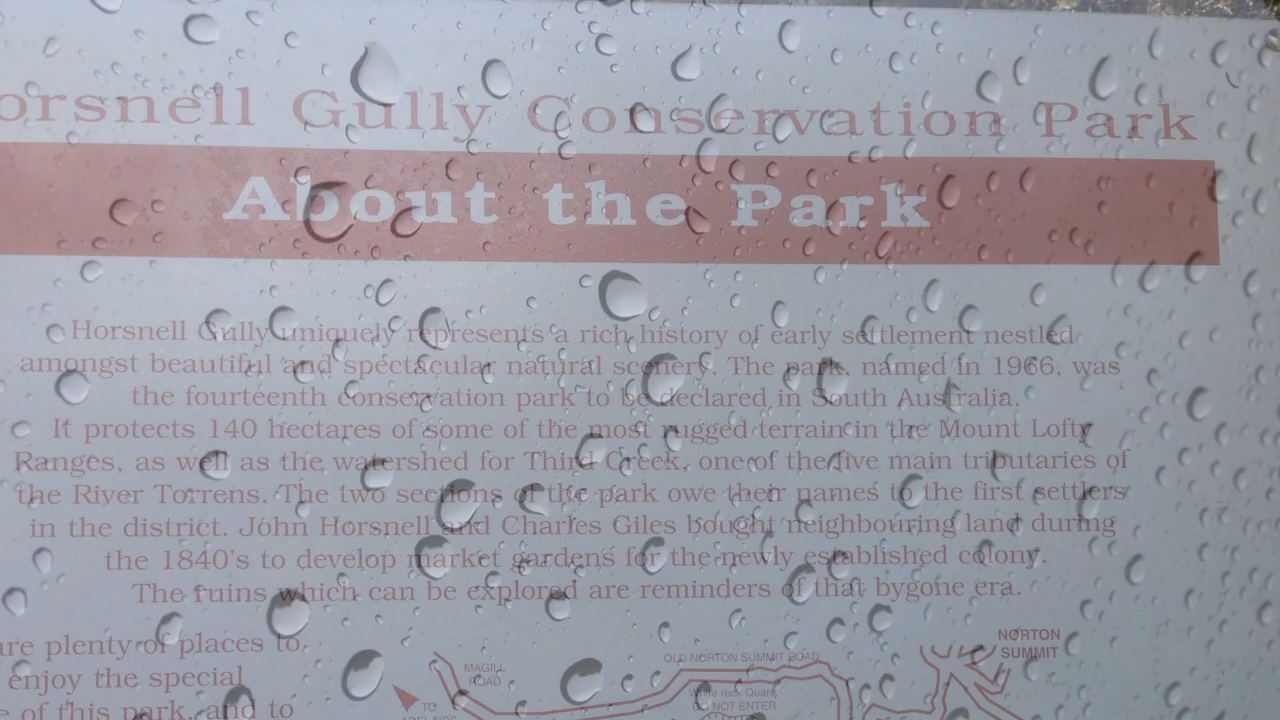 orsnell Gully Conservation Park
About the Park
Horsnell Gully uniquely represents a rich history of early settlement nestled
amongst beautiful and spectacular natural scenery. The park, named in 1966, was
the fourteenth conservation park to be declared in South Australia.
It protects 140 hectares of some of the most rugged terrain in the Mount Lofty
Ranges, as well as the watershed for Third Creek, one of the five main tributaries of
the River Torrens. The two sections of the park owe their names to the first settlers
in the district. John Horsnell and Charles Giles bought neighbouring land during
the 1840's to develop market gardens for the newly established colony.
The ruins which can be explored are reminders of that bygone era.
are plenty of places to
enjoy the special
of this park, and to
MAGILL
ROAD
TO
ADELAIDE
OLD NORTON SUMMIT ROAD
White rock Quarry
DO NOT ENTER
NORTON
SUMMIT